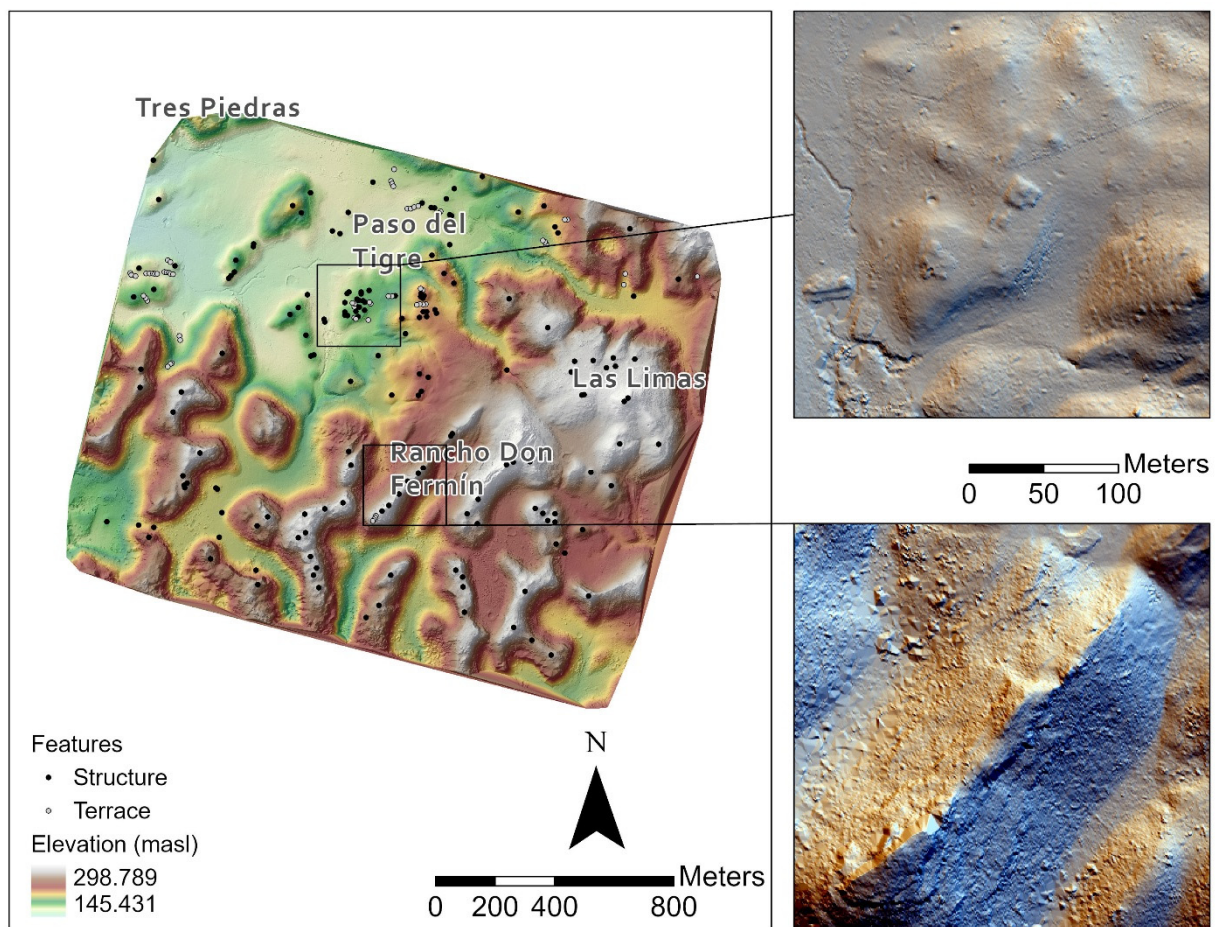 Tres Piedras
Paso del
Tigre
Las Limas
Rancho Don
Fermín
Features
Structure
Terrace
Elevation (masl)
298.789
145.431
N
Meters
0 200 400 800
Meters
0 50 100